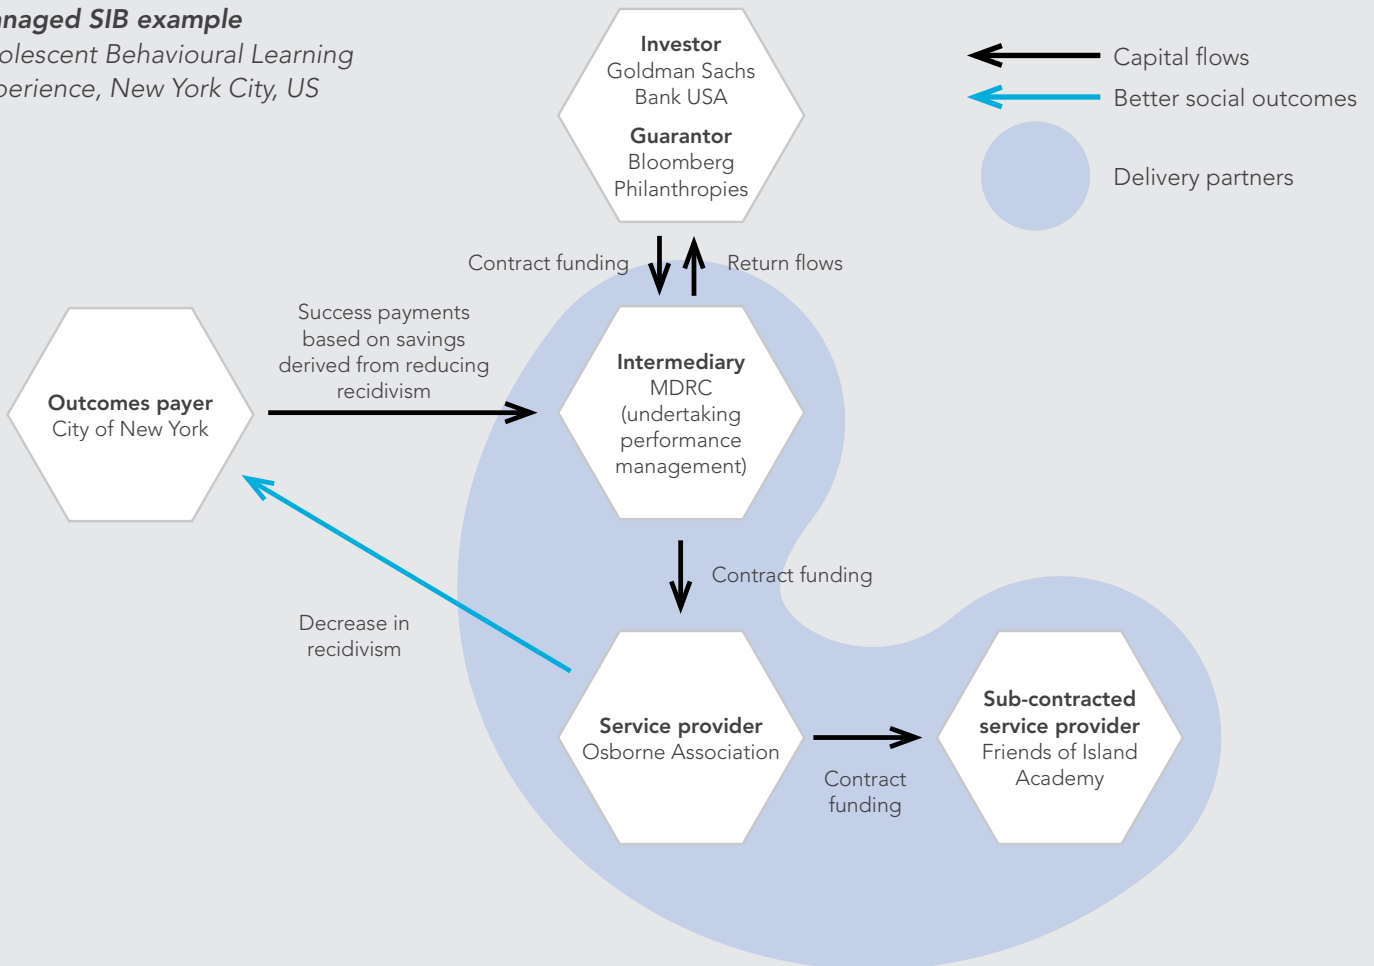 anaged SIB example
olescent Behavioural Learning
perience, New York City, US
Investor
Goldman Sachs
Bank USA
Guarantor
Bloomberg
Philanthropies
Capital flows
Better social outcomes
Delivery partners
Contract funding
Return flows
Success payments
based on savings
derived from reducing
recidivism
Intermediary
MDRC
(undertaking
performance
management)
Outcomes payer
City of New York
Contract funding
Decrease in
recidivism
Service provider
Osborne Association
Contract
funding
Sub-contracted
service provider
Friends of Island
Academy